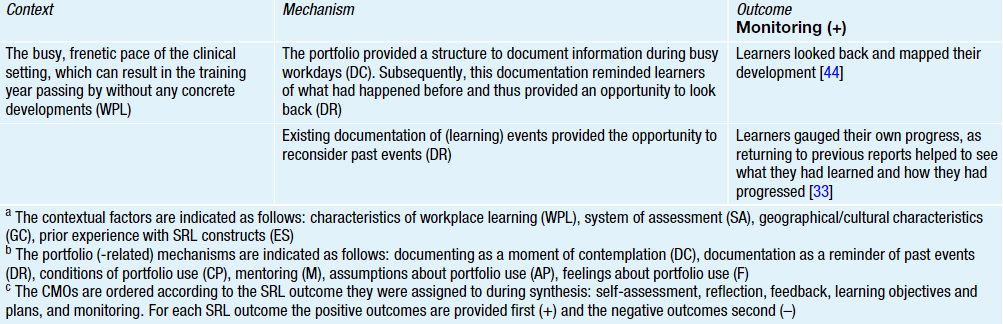 Context Mechanism Outcome
Monitoring (+)
The busy, frenetic pace of the clinical
setting, which can result in the training
year passing by without any concrete
developments (WPL)
The portfolio provided a structure to document information during busy
workdays (DC). Subsequently, this documentation reminded learners
of what had happened before and thus provided an opportunity to look
back (DR)
Learners looked back and mapped their
development [44]
Existing documentation of (learning) events provided the opportunity to
reconsider past events (DR)
Learners gauged their own progress, as
returning to previous reports helped to see
what they had learned and how they had
progressed [33]
a The contextual factors are indicated as follows: characteristics of workplace learning (WPL), system of assessment (SA), geographical/cultural characteristics
(GC), prior experience with SRL constructs (ES)
b The portfolio (-related) mechanisms are indicated as follows: documenting as a moment of contemplation (DC), documentation as a reminder of past events
(DR), conditions of portfolio use (CP), mentoring (M), assumptions about portfolio use (AP), feelings about portfolio use (F)
c The CMOs are ordered according to the SRL outcome they were assigned to during synthesis: self-assessment, reflection, feedback, learning objectives and
plans, and monitoring. For each SRL outcome the positive outcomes are provided first (+) and the negative outcomes second (–)